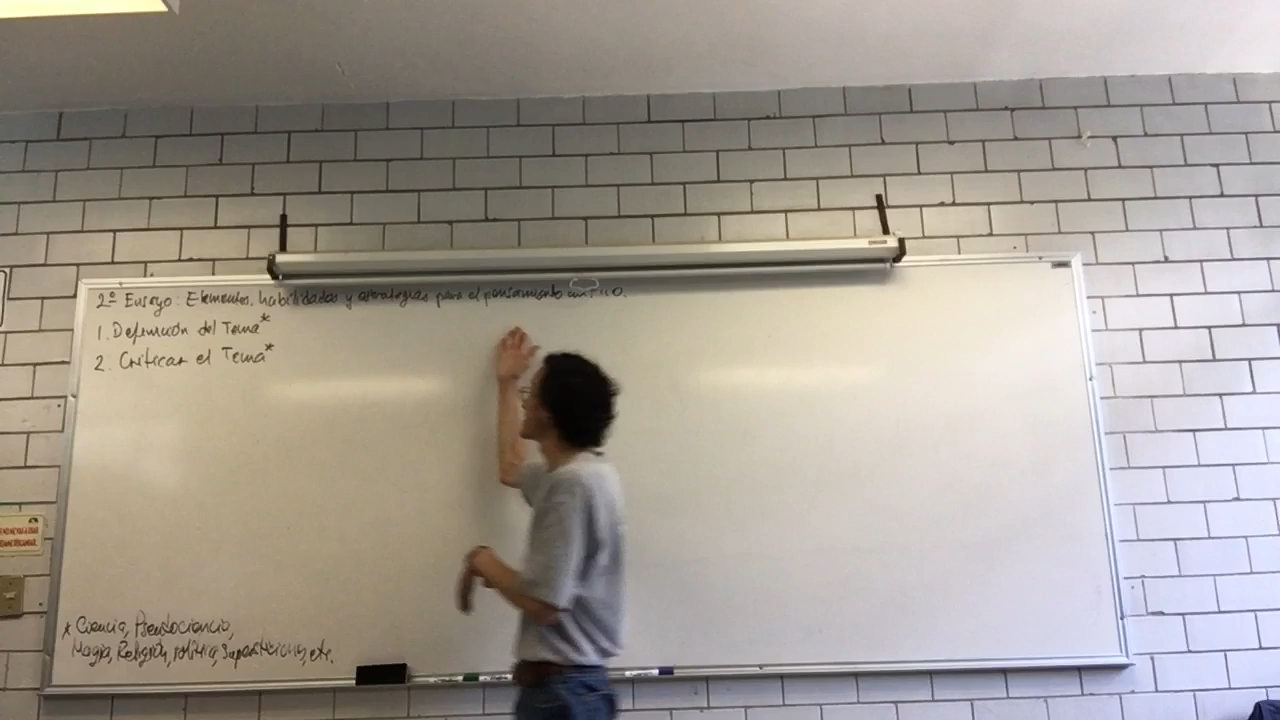 2º Ensayo: Elementos, habilidades y estrategias para el pensamiento
1. Definición del Tema*
2. Criticar el Tema*
* Ciencia, Pseudociencia,
Magia, Religión, política, Supersticiones, etc.